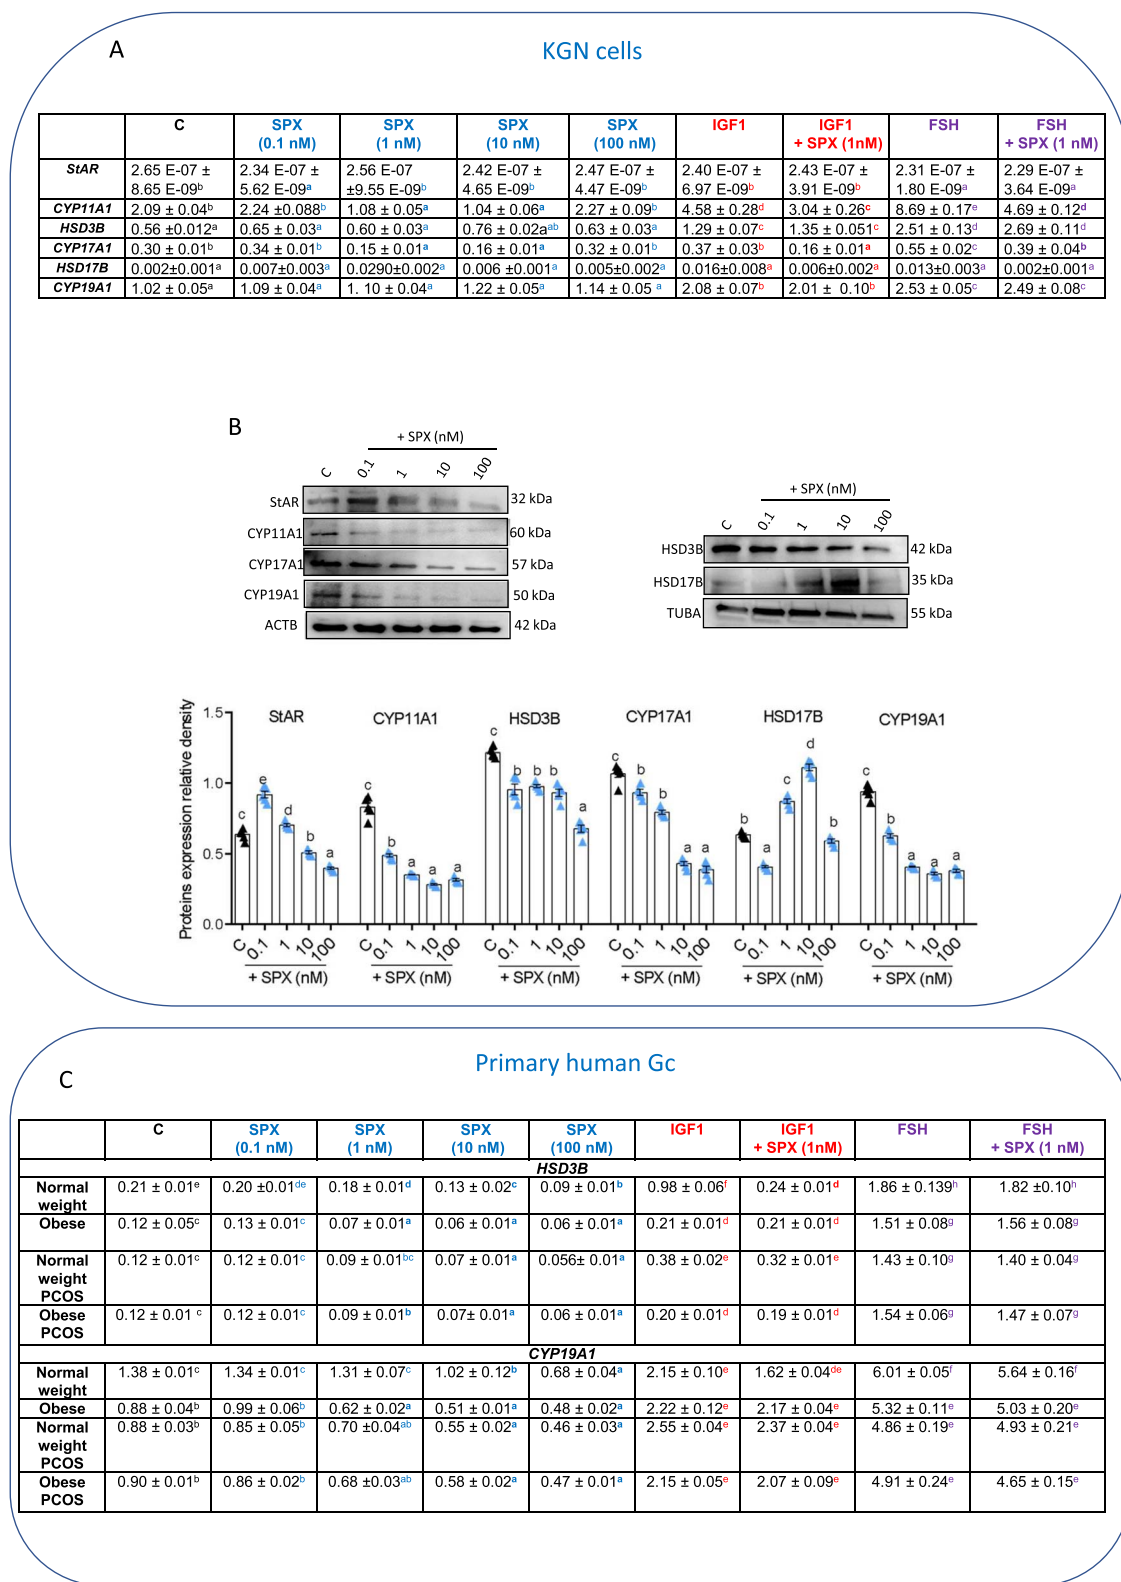 A
KGN cells
C SPX (0.1 nM) SPX (1 nM) SPX (10 nM) SPX (100 nM) IGF1 IGF1 + SPX (1nM) FSH FSH + SPX (1 nM)
StAR 2.65 E-07 ± 8.65 E-09b 2.34 E-07 ± 5.62 E-09a 2.56 E-07 ±9.55 E-09b 2.42 E-07 ± 4.65 E-09b 2.47 E-07 ± 4.47 E-09b 2.40 E-07 ± 6.97 E-09b 2.43 E-07 ± 3.91 E-09b 2.31 E-07 ± 1.80 E-09a 2.29 E-07 ± 3.64 E-09a
CYP11A1 2.09 ± 0.04b 2.24 ±0.088b 1.08 ± 0.05a 1.04 ± 0.06a 2.27 ± 0.09b 4.58 ± 0.28d 3.04 ± 0.26c 8.69 ± 0.17e 4.69 ± 0.12d
HSD3B 0.56 ±0.012a 0.65 ± 0.03a 0.60 ± 0.03a 0.76 ± 0.02aab 0.63 ± 0.03a 1.29 ± 0.07c 1.35 ± 0.051c 2.51 ± 0.13d 2.69 ± 0.11d
CYP17A1 0.30 ± 0.01b 0.34 ± 0.01b 0.15 ± 0.01a 0.16 ± 0.01a 0.32 ± 0.01b 0.37 ± 0.03b 0.16 ± 0.01a 0.55 ± 0.02c 0.39 ± 0.04b
HSD17B 0.002±0.001a 0.007±0.003a 0.0290±0.002a 0.006 ±0.001a 0.005±0.002a 0.016±0.008a 0.006±0.002a 0.013±0.003a 0.002±0.001a
CYP19A1 1.02 ± 0.05a 1.09 ± 0.04a 1. 10 ± 0.04a 1.22 ± 0.05a 1.14 ± 0.05 a 2.08 ± 0.07b 2.01 ± 0.10b 2.53 ± 0.05c 2.49 ± 0.08c
B
+ SPX (nM)
C 0.1 1 10 100
StAR 32 kDa
CYP11A1 60 kDa
CYP17A1 57 kDa
CYP19A1 50 kDa
ACTB 42 kDa
+ SPX (nM)
C 0.1 1 10 100
HSD3B 42 kDa
HSD17B 35 kDa
TUBA 55 kDa
Proteins expression relative density
1.5
1.0
0.5
0.0
StAR CYP11A1 HSD3B CYP17A1 HSD17B CYP19A1
c e d b a
c b a a a
c b b b a
c b b a a
b a c d b
c b a a a
C 0.1 1 10 100 C 0.1 1 10 100 C 0.1 1 10 100 C 0.1 1 10 100 C 0.1 1 10 100 C 0.1 1 10 100
+ SPX (nM) + SPX (nM) + SPX (nM) + SPX (nM) + SPX (nM) + SPX (nM)
Primary human Gc
C
C SPX (0.1 nM) SPX (1 nM) SPX (10 nM) SPX (100 nM) IGF1 IGF1 + SPX (1nM) FSH FSH + SPX (1 nM)
HSD3B
Normal weight 0.21 ± 0.01e 0.20 ±0.01de 0.18 ± 0.01d 0.13 ± 0.02c 0.09 ± 0.01b 0.98 ± 0.06f 0.24 ± 0.01d 1.86 ± 0.139h 1.82 ±0.10h
Obese 0.12 ± 0.05c 0.13 ± 0.01c 0.07 ± 0.01a 0.06 ± 0.01a 0.06 ± 0.01a 0.21 ± 0.01d 0.21 ± 0.01d 1.51 ± 0.08g 1.56 ± 0.08g
Normal weight PCOS 0.12 ± 0.01c 0.12 ± 0.01c 0.09 ± 0.01bc 0.07 ± 0.01a 0.056± 0.01a 0.38 ± 0.02e 0.32 ± 0.01e 1.43 ± 0.10g 1.40 ± 0.04g
Obese PCOS 0.12 ± 0.01 c 0.12 ± 0.01c 0.09 ± 0.01b 0.07± 0.01a 0.06 ± 0.01a 0.20 ± 0.01d 0.19 ± 0.01d 1.54 ± 0.06g 1.47 ± 0.07g
CYP19A1
Normal weight 1.38 ± 0.01c 1.34 ± 0.01c 1.31 ± 0.07c 1.02 ± 0.12b 0.68 ± 0.04a 2.15 ± 0.10e 1.62 ± 0.04de 6.01 ± 0.05f 5.64 ± 0.16f
Obese 0.88 ± 0.04b 0.99 ± 0.06b 0.62 ± 0.02a 0.51 ± 0.01a 0.48 ± 0.02a 2.22 ± 0.12e 2.17 ± 0.04e 5.32 ± 0.11e 5.03 ± 0.20e
Normal weight PCOS 0.88 ± 0.03b 0.85 ± 0.05b 0.70 ±0.04ab 0.55 ± 0.02a 0.46 ± 0.03a 2.55 ± 0.04e 2.37 ± 0.04e 4.86 ± 0.19e 4.93 ± 0.21e
Obese PCOS 0.90 ± 0.01b 0.86 ± 0.02b 0.68 ±0.03ab 0.58 ± 0.02a 0.47 ± 0.01a 2.15 ± 0.05e 2.07 ± 0.09e 4.91 ± 0.24e 4.65 ± 0.15e